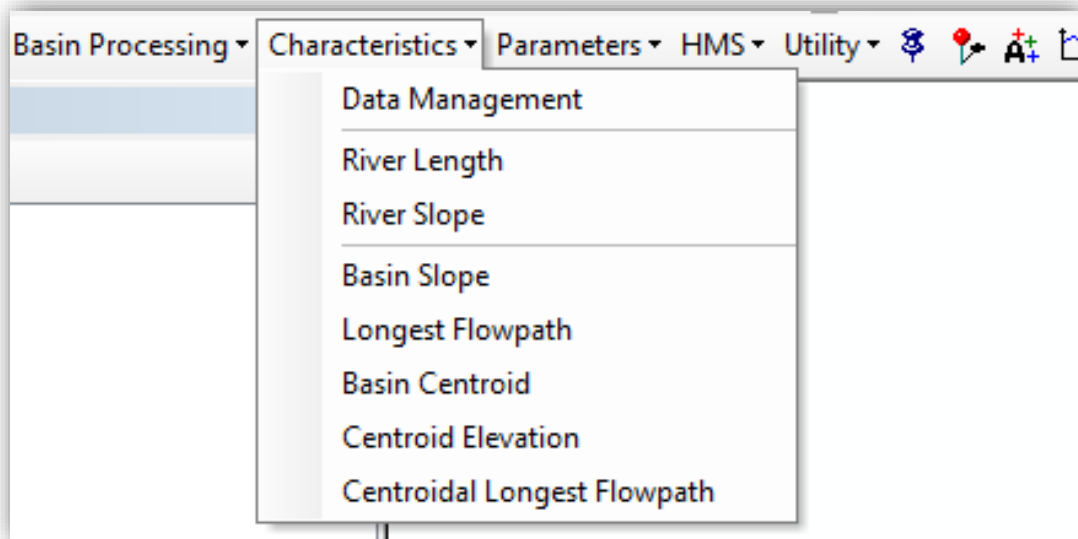 Basin Processing Characteristics Parameters HMS Utility
Data Management
River Length
River Slope
Basin Slope
Longest Flowpath
Basin Centroid
Centroid Elevation
Centroidal Longest Flowpath